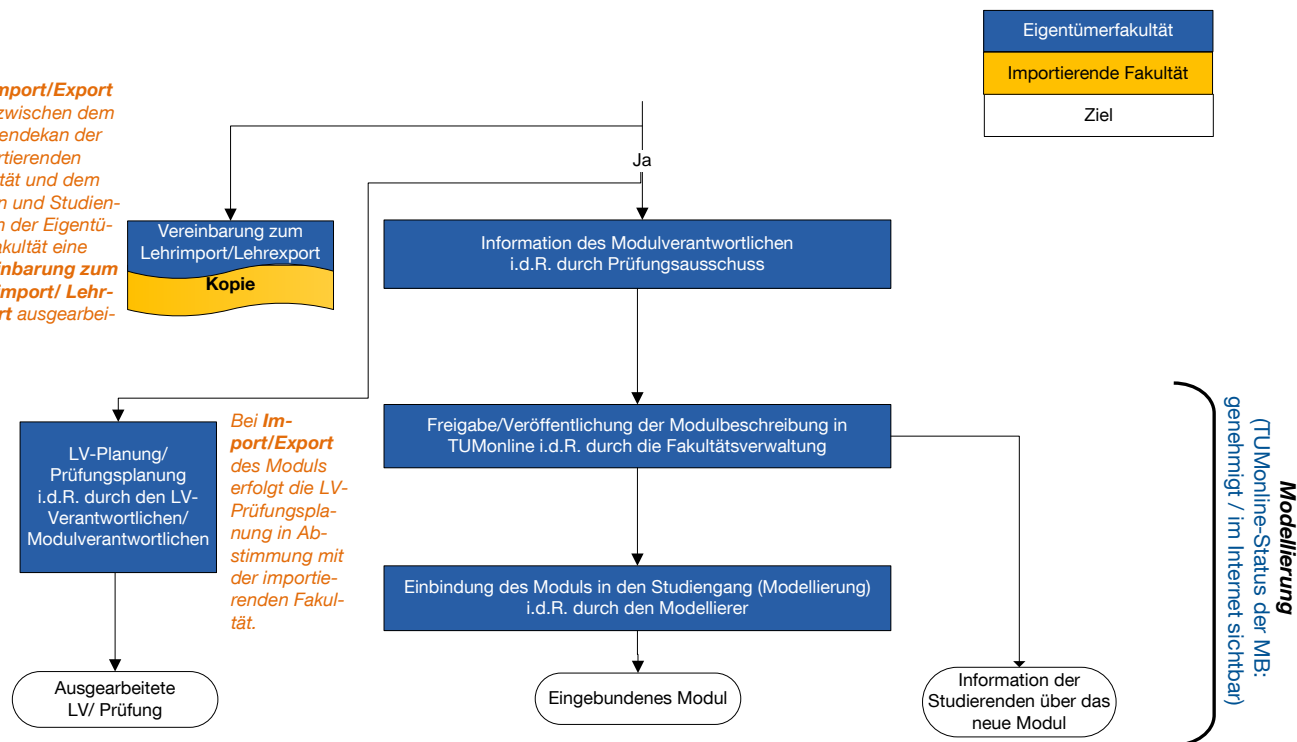 Eigentümerfakultät
Importierende Fakultät
Ziel
mport/Export
zwischen dem
endekan der
rtierenden
tät und dem
n und Studien-
n der Eigentü-
akultät eine
inbarung zum
import/ Lehr-
rt ausgearbei-
Ja
Vereinbarung zum
Lehrimport/Lehrexport
Kopie
Information des Modulverantwortlichen
i.d.R. durch Prüfungsausschuss
LV-Planung/
Prüfungsplanung
i.d.R. durch den LV-
Verantwortlichen/
Modulverantwortlichen
Bei Im-
port/Export
des Moduls
erfolgt die LV-
Prüfungspla-
nung in Ab-
stimmung mit
der importie-
renden Fakul-
tät.
Freigabe/Veröffentlichung der Modulbeschreibung in
TUMonline i.d.R. durch die Fakultätsverwaltung
Einbindung des Moduls in den Studiengang (Modellierung)
i.d.R. durch den Modellierer
Modellierung
(TUMonline-Status der MB:
genehmigt / im Internet sichtbar)
Ausgearbeitete
LV/ Prüfung
Eingebundenes Modul
Information der
Studierenden über das
neue Modul